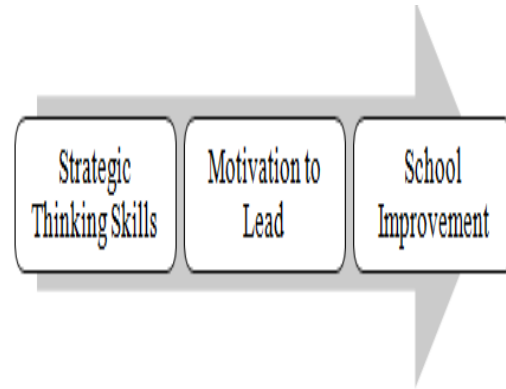 Strategic
Thinking Skills
Motivation to
Lead
School
Improvement